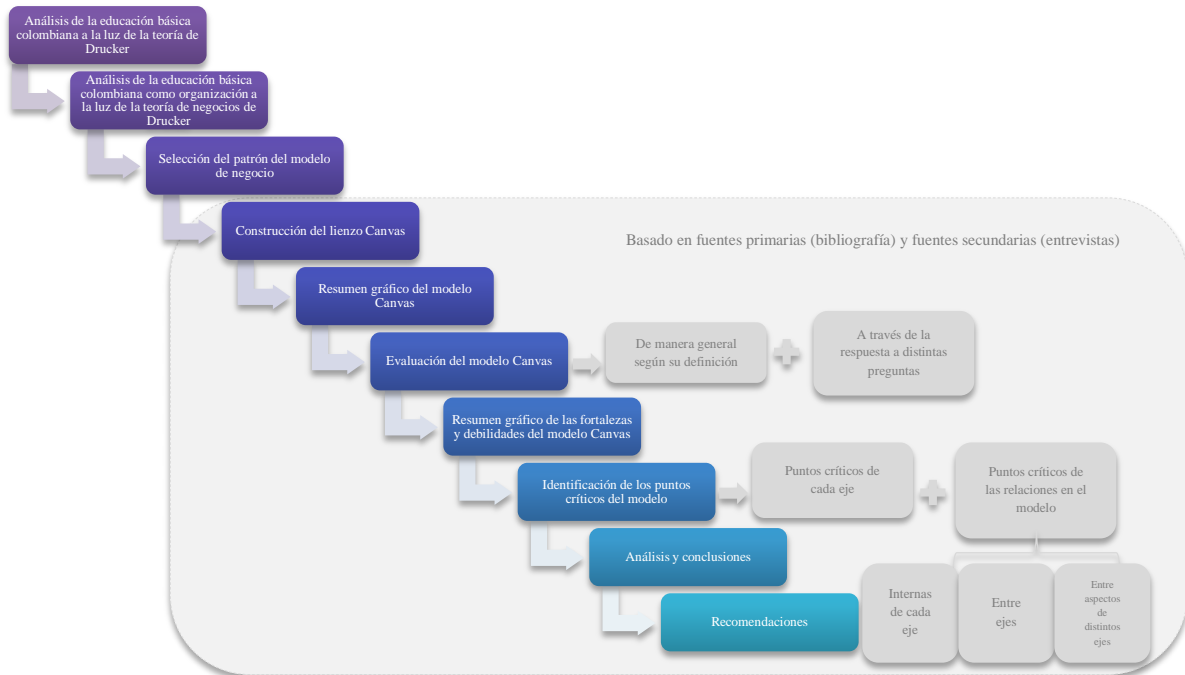 Análisis de la educación básica
colombiana a la luz de la teoría de
Drucker
Análisis de la educación básica
colombiana como organización a
la luz de la teoría de negocios de
Drucker
Selección del patrón del modelo
de negocio
Construcción del lienzo Canvas
Basado en fuentes primarias (bibliografía) y fuentes secundarias (entrevistas)
Resumen gráfico del modelo
Canvas
Evaluación del modelo Canvas
De manera general
según su definición
A través de la
respuesta a distintas
preguntas
Resumen gráfico de las fortalezas
y debilidades del modelo Canvas
Identificación de los puntos
críticos del modelo
Puntos críticos de
cada eje
Puntos críticos de
las relaciones en el
modelo
Análisis y conclusiones
Recomendaciones
Internas
de cada
eje
Entre
ejes
Entre
aspectos
de
distintos
ejes